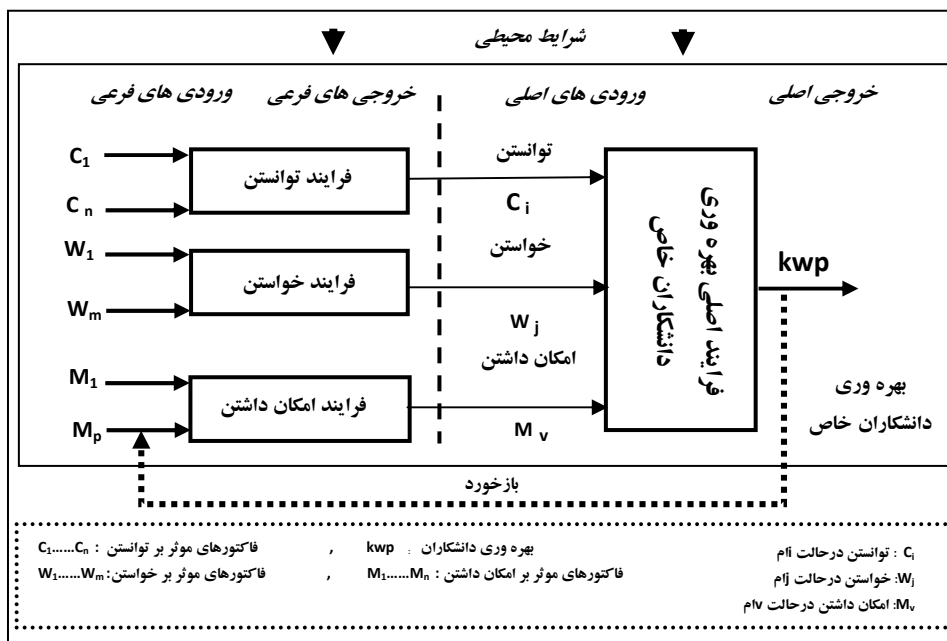 شرایط محیطی
خروجی اصلی
ورودی های اصلی
خروجی های فرعی
ورودی های فرعی
C1
C n
فرایند توانستن
توانستن
C i
W1
Wm
فرایند خواستن
خواستن
W j
M1
Mp
فرایند امکان داشتن
امکان داشتن
M v
فرایند اصلی بهره وری
دانشکاران خاص
kwp
بهره وری
دانشکاران خاص
بازخورد
Ci : توانستن درحالت iام
بهره وری دانشکاران : kwp , فاکتورهای موثر بر توانستن : C1......Cn
Wj: خواستن درحالت jام
فاکتورهای موثر بر امکان داشتن : M1......Mn , فاکتورهای موثر بر خواستن: W1......Wm
Mv: امکان داشتن درحالت vام